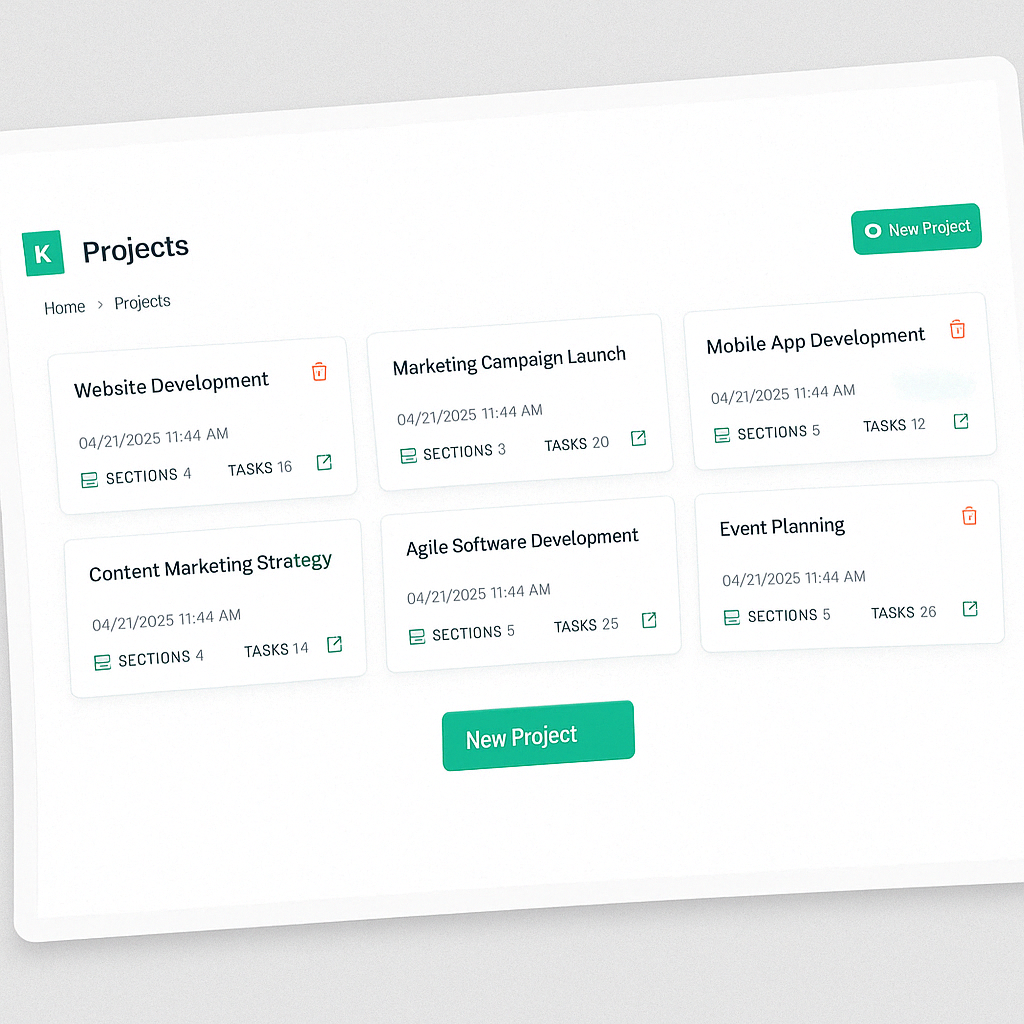 K Projects
New Project
Home > Projects
Website Development
04/21/2025 11:44 AM
SECTIONS 4 TASKS 16
Marketing Campaign Launch
04/21/2025 11:44 AM
SECTIONS 3 TASKS 20
Mobile App Development
04/21/2025 11:44 AM
SECTIONS 5 TASKS 12
Content Marketing Strategy
04/21/2025 11:44 AM
SECTIONS 4 TASKS 14
Agile Software Development
04/21/2025 11:44 AM
SECTIONS 5 TASKS 25
Event Planning
04/21/2025 11:44 AM
SECTIONS 5 TASKS 26
New Project